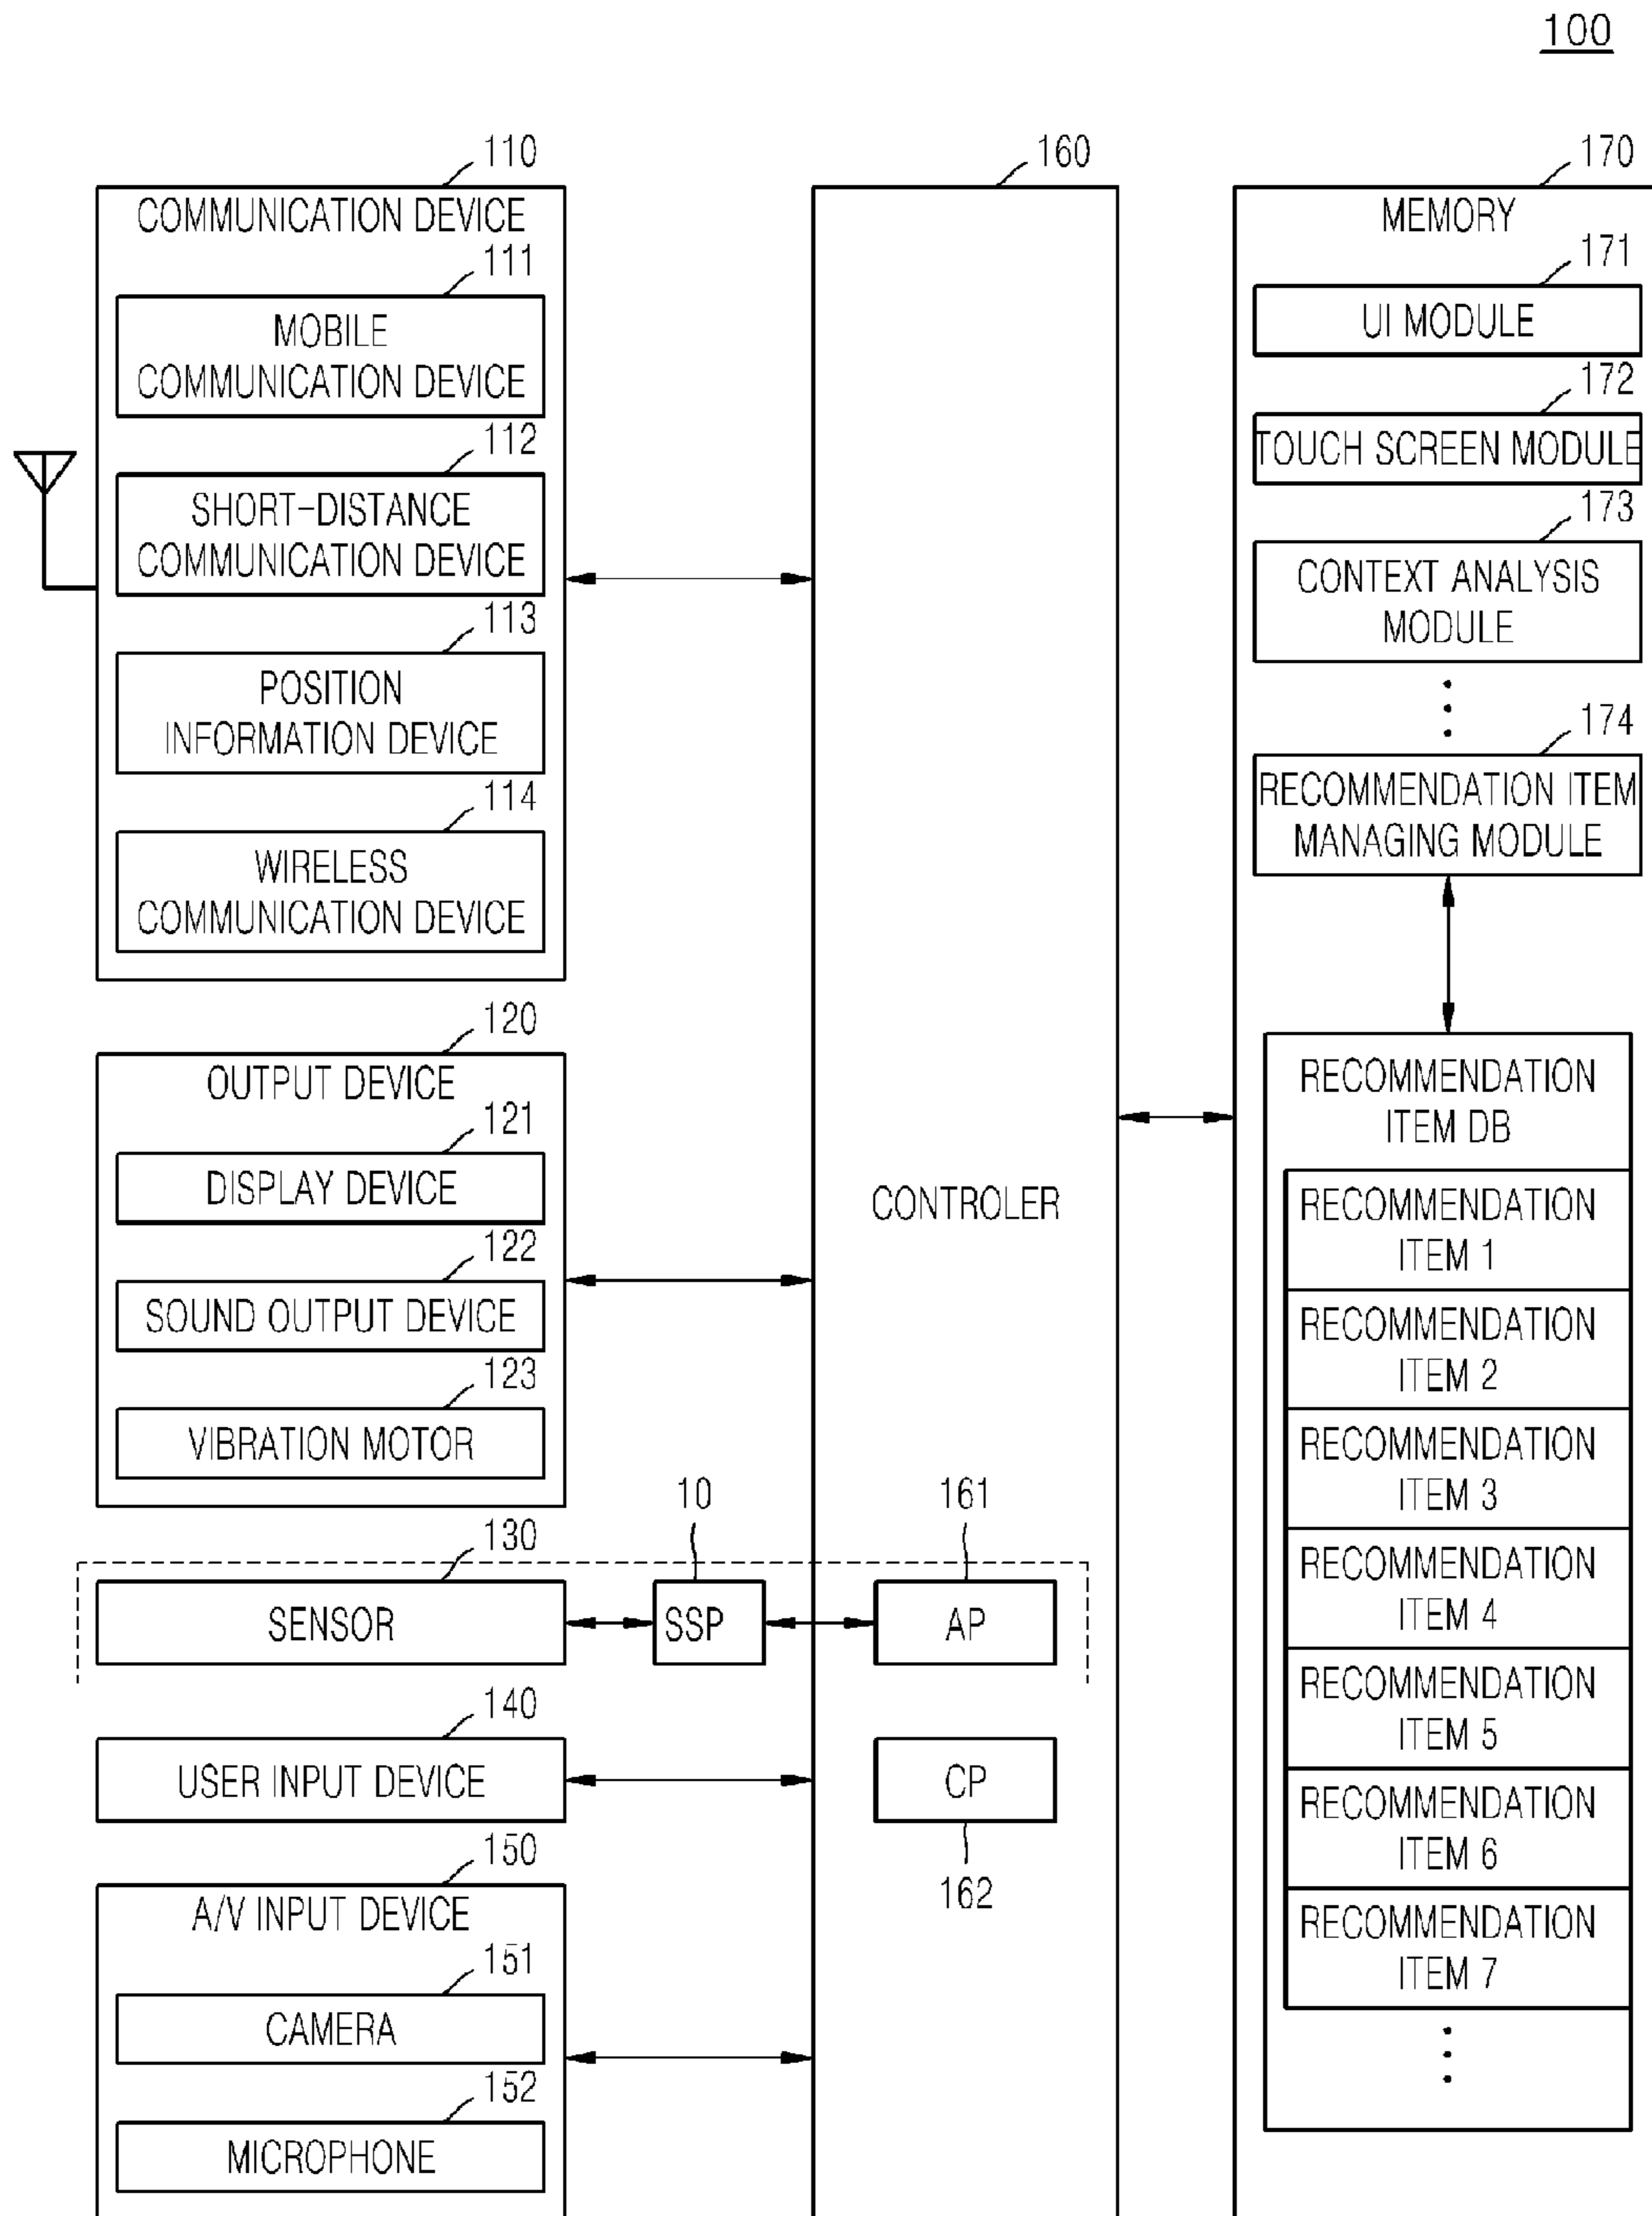 100
110
COMMUNICATION DEVICE
111
MOBILE
COMMUNICATION DEVICE
112
SHORT-DISTANCE
COMMUNICATION DEVICE
113
POSITION
INFORMATION DEVICE
114
WIRELESS
COMMUNICATION DEVICE
120
OUTPUT DEVICE
121
DISPLAY DEVICE
122
SOUND OUTPUT DEVICE
123
VIBRATION MOTOR
130
SENSOR
10
SSP
140
USER INPUT DEVICE
150
A/V INPUT DEVICE
151
CAMERA
152
MICROPHONE
160
CONTROLER
161
AP
CP
162
170
MEMORY
171
UI MODULE
172
TOUCH SCREEN MODULE
173
CONTEXT ANALYSIS
MODULE
174
RECOMMENDATION ITEM
MANAGING MODULE
RECOMMENDATION
ITEM DB
RECOMMENDATION
ITEM 1
RECOMMENDATION
ITEM 2
RECOMMENDATION
ITEM 3
RECOMMENDATION
ITEM 4
RECOMMENDATION
ITEM 5
RECOMMENDATION
ITEM 6
RECOMMENDATION
ITEM 7